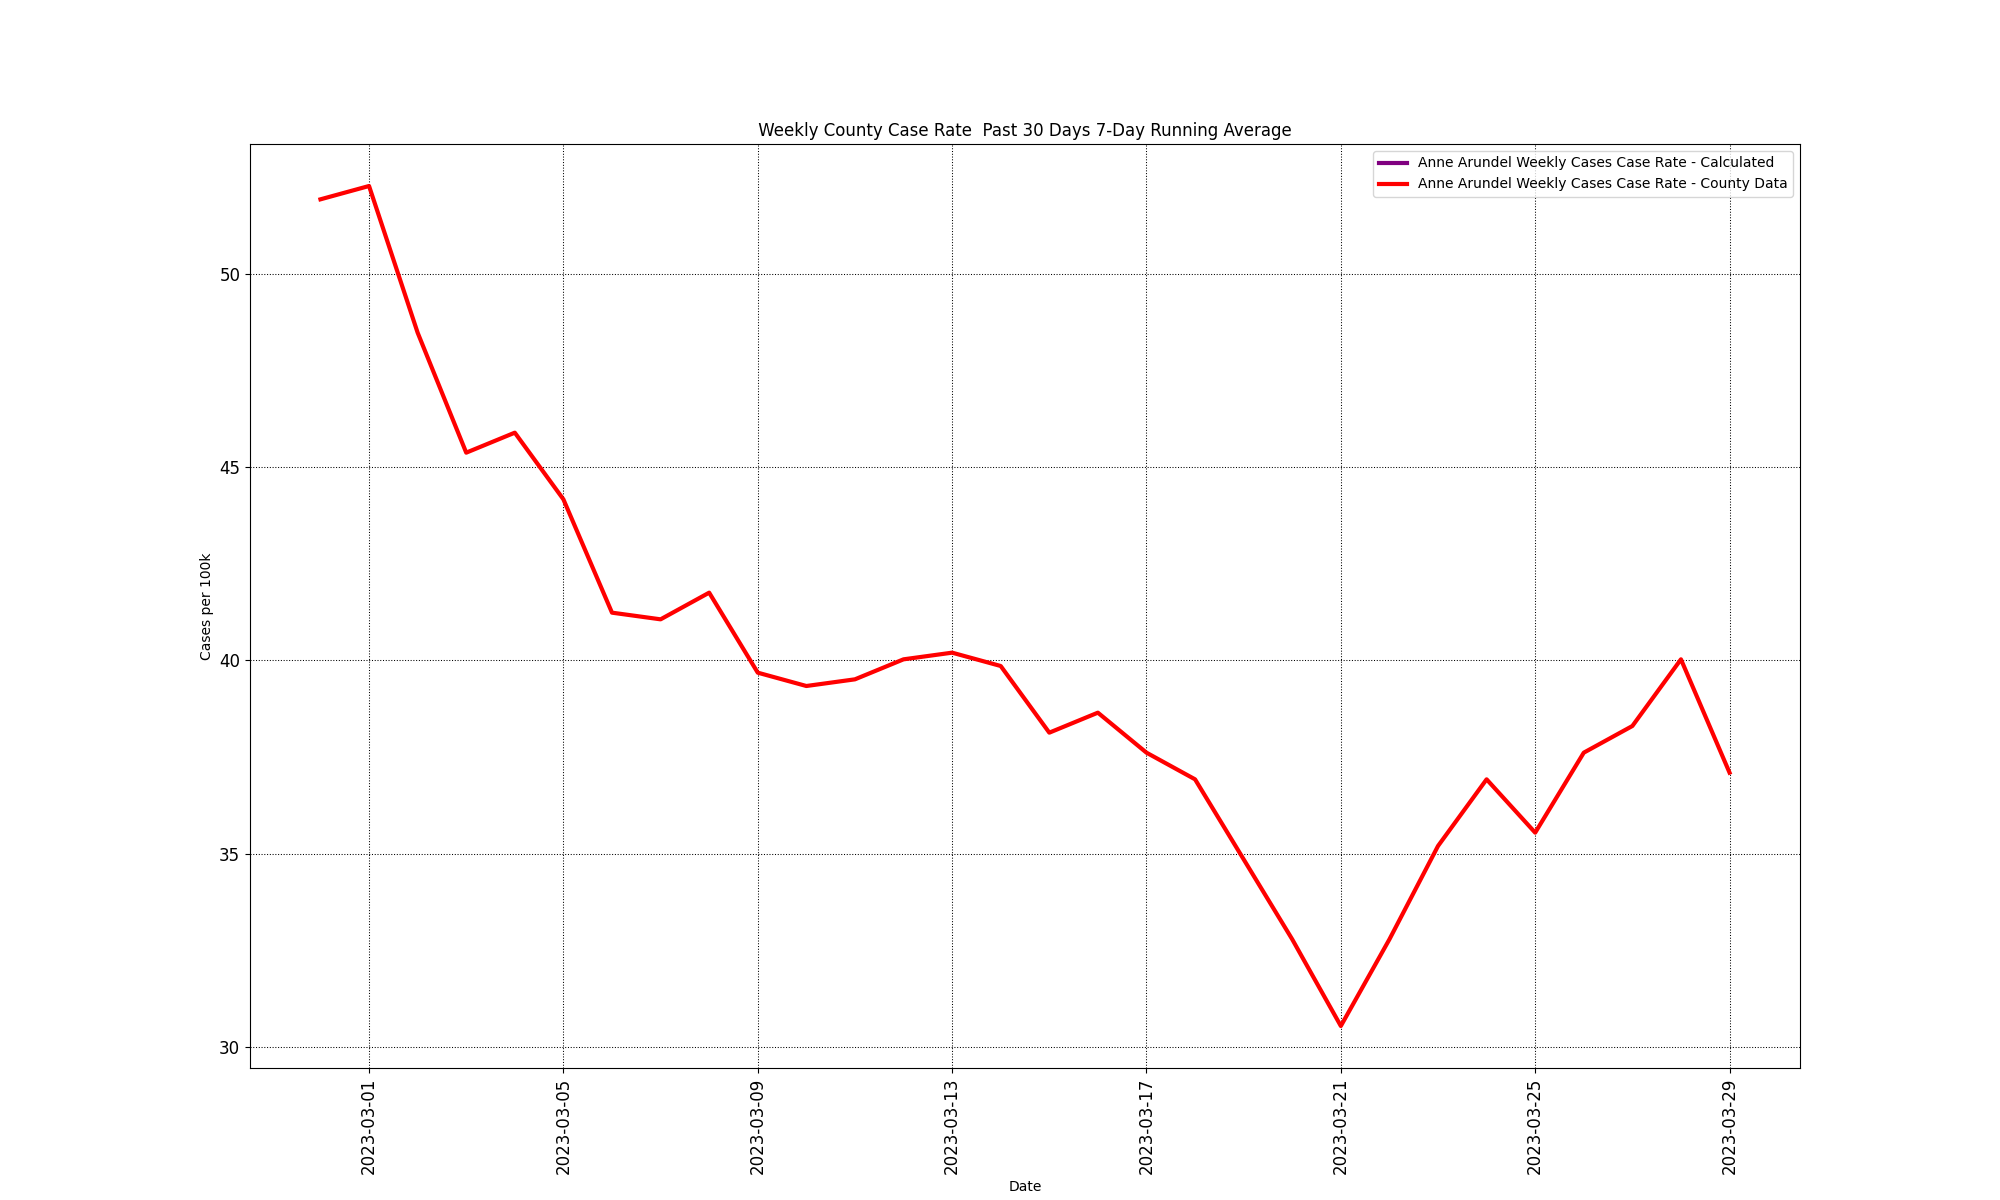 Weekly County Case Rate  Past 30 Days 7-Day Running Average
Anne Arundel Weekly Cases Case Rate - Calculated
Anne Arundel Weekly Cases Case Rate - County Data
50
45
40
35
30
Cases per 100k
2023-03-01
2023-03-05
2023-03-09
2023-03-13
2023-03-17
2023-03-21
2023-03-25
2023-03-29
Date